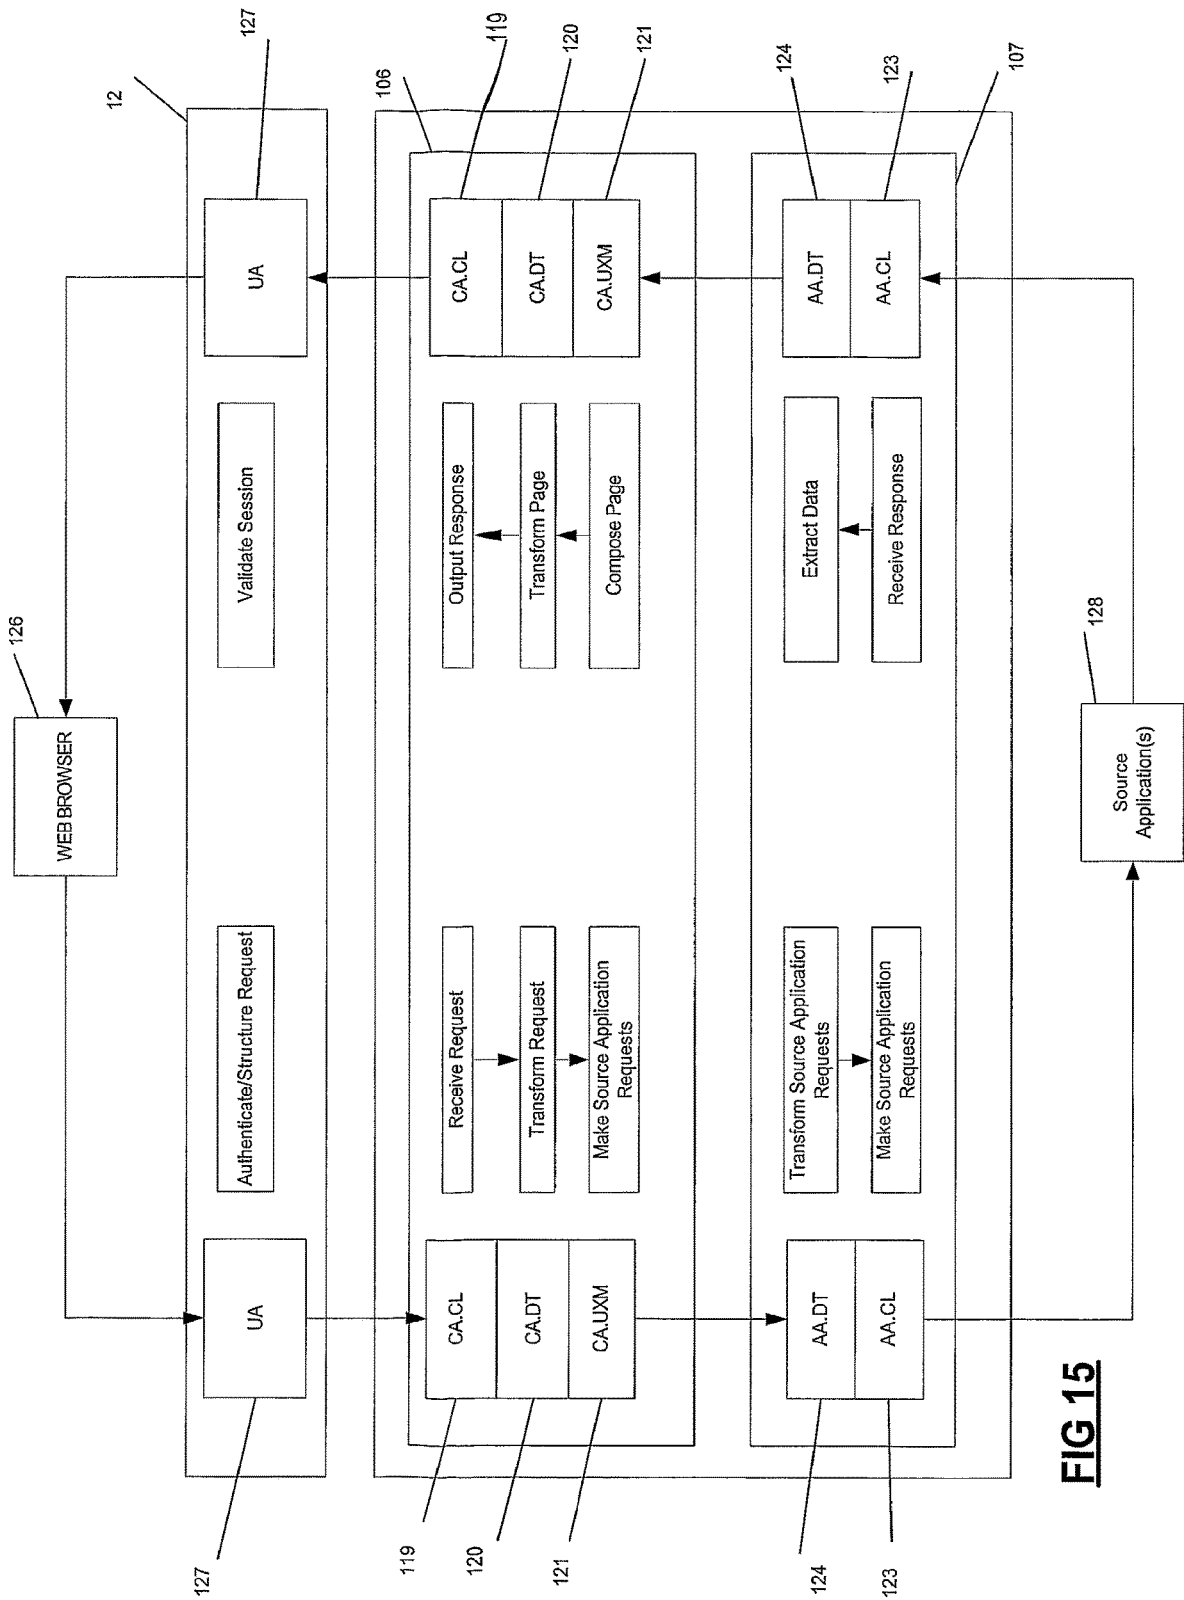 126
WEB BROWSER
12
127
127
UA
Authenticate/Structure Request
Validate Session
UA
106
119
119
CA.CL
Receive Request
Output Response
CA.CL
120
120
CA.DT
Transform Request
Transform Page
CA.DT
121
121
CA.UXM
Make Source Application
Requests
Compose Page
CA.UXM
124
124
AA.DT
Transform Source Application
Requests
Extract Data
AA.DT
123
123
AA.CL
Make Source Application
Requests
Receive Response
AA.CL
107
128
Source
Application(s)
FIG 15